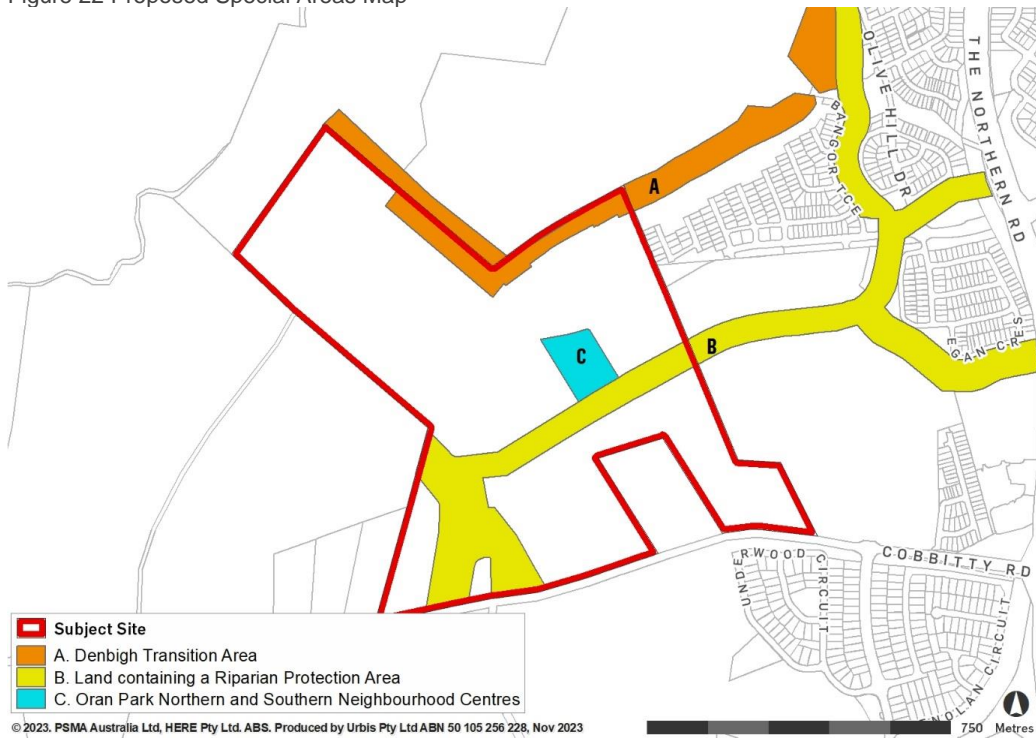 Figure 22 Proposed Special Areas Map
OLIVE HILL DR
THE NORTHERN RD
BANGOR TCE
A
EGAN CRES
B
C
COBBITTY RD
UNDERWOOD CIRCUIT
ENOLAN CIRCUIT
Subject Site
A. Denbigh Transition Area
B. Land containing a Riparian Protection Area
C. Oran Park Northern and Southern Neighbourhood Centres
© 2023. PSMA Australia Ltd, HERE Pty Ltd. ABS. Produced by Urbis Pty Ltd ABN 50 105 256 228, Nov 2023
750 Metres